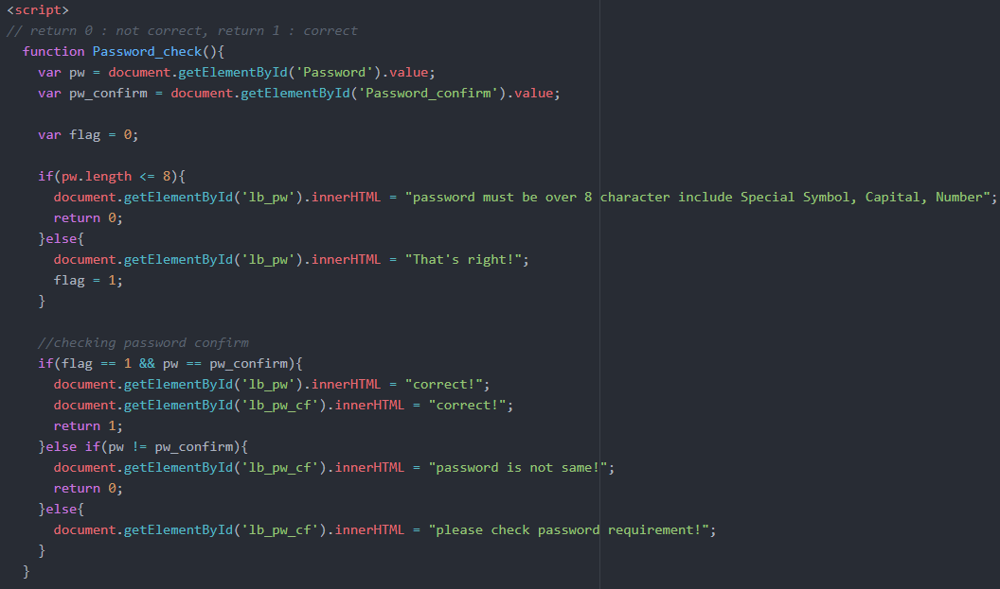 <script>
// return 0 : not correct, return 1 : correct
function Password_check(){
var pw = document.getElementById('Password').value;
var pw_confirm = document.getElementById('Password_confirm').value;
var flag = 0;
if(pw.length <= 8){
document.getElementById('lb_pw').innerHTML = "password must be over 8 character include Special Symbol, Capital, Number";
return 0;
}else{
document.getElementById('lb_pw').innerHTML = "That's right!";
flag = 1;
}
//checking password confirm
if(flag == 1 && pw == pw_confirm){
document.getElementById('lb_pw').innerHTML = "correct!";
document.getElementById('lb_pw_cf').innerHTML = "correct!";
return 1;
}else if(pw != pw_confirm){
document.getElementById('lb_pw_cf').innerHTML = "password is not same!";
return 0;
}else{
document.getElementById('lb_pw_cf').innerHTML = "please check password requirement!";
}
}